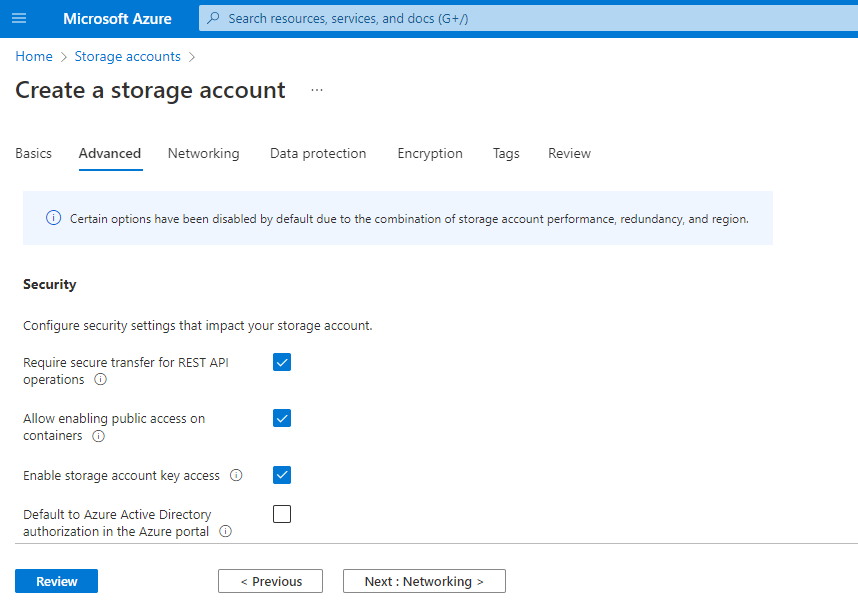 Microsoft Azure
Search resources, services, and docs (G+/)
Home > Storage accounts >
Create a storage account ...
Basics Advanced Networking Data protection Encryption Tags Review
Certain options have been disabled by default due to the combination of storage account performance, redundancy, and region.
Security
Configure security settings that impact your storage account.
Require secure transfer for REST API
operations
Allow enabling public access on
containers
Enable storage account key access
Default to Azure Active Directory
authorization in the Azure portal
Review < Previous Next : Networking >